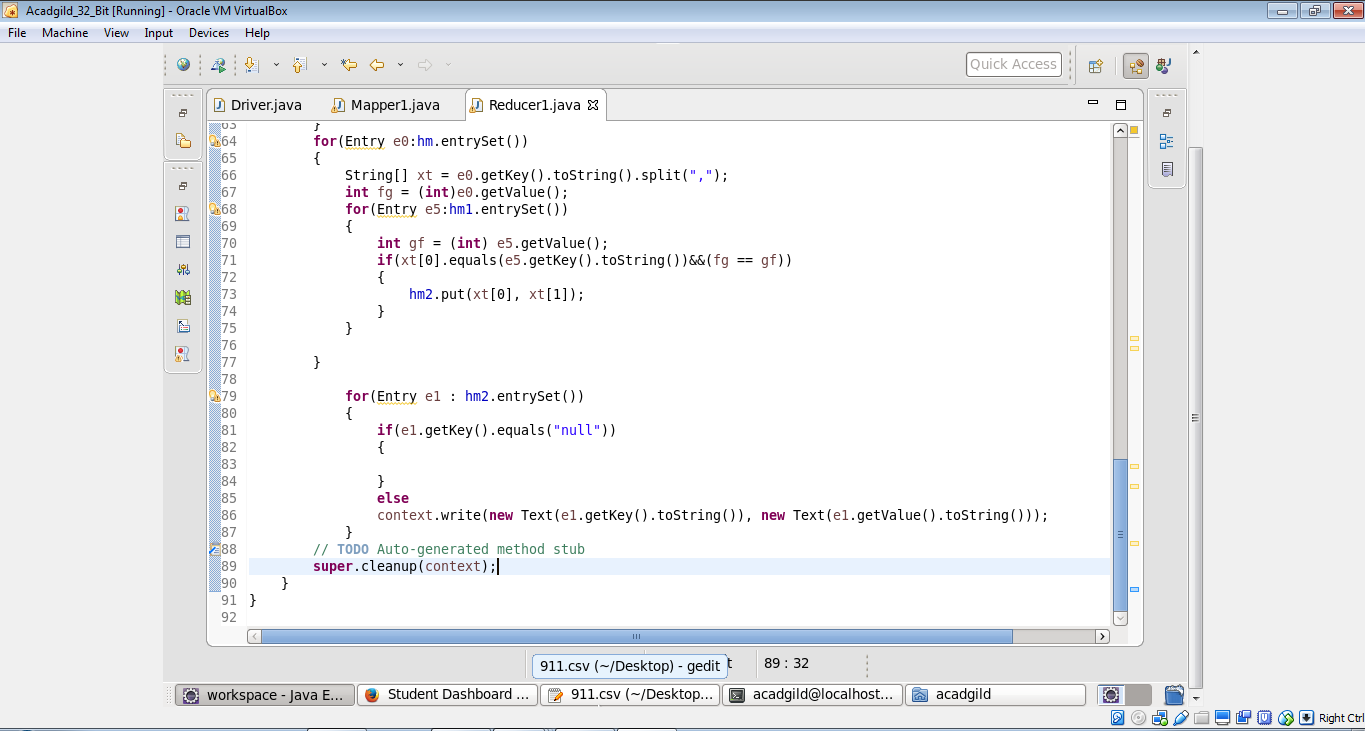 Acadgild_32_Bit [Running] - Oracle VM VirtualBox
File Machine View Input Devices Help
Quick Access
Driver.java Mapper1.java Reducer1.java
63 }
64 for(Entry e0:hm.entrySet())
65 {
66 String[] xt = e0.getKey().toString().split(",");
67 int fg = (int)e0.getValue();
68 for(Entry e5:hm1.entrySet())
69 {
70 int gf = (int) e5.getValue();
71 if(xt[0].equals(e5.getKey().toString())&&(fg == gf))
72 {
73 hm2.put(xt[0], xt[1]);
74 }
75 }
76
77 }
78
79 for(Entry e1 : hm2.entrySet())
80 {
81 if(e1.getKey().equals("null"))
82 {
83
84 }
85 else
86 context.write(new Text(e1.getKey().toString()), new Text(e1.getValue().toString()));
87 }
88 // TODO Auto-generated method stub
89 super.cleanup(context);
90 }
91 }
92
911.csv (~/Desktop) - gedit t 89 : 32
workspace - Java E... Student Dashboard ... 911.csv (~/Desktop... acadgild@localhost... acadgild
Right Ctrl